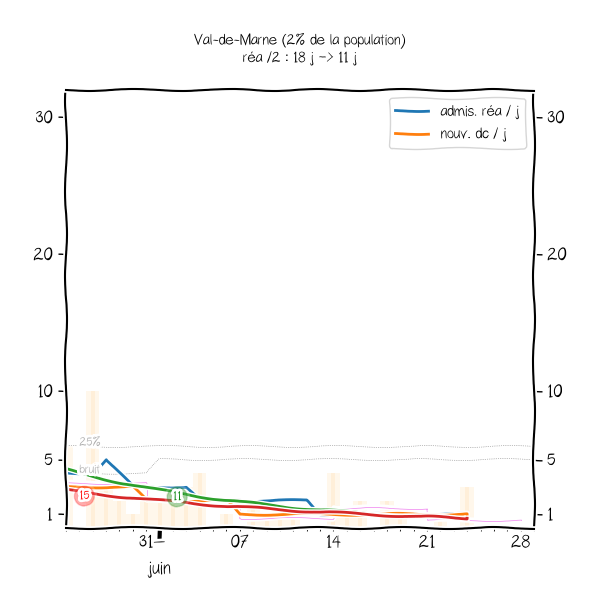 Val-de-Marne (2% de la population)
réa /2 : 18 j -> 11 j
admis. réa / j
nouv. dc / j
30 30
20 20
10 10
25%
5 5
bruit
15 11
1 1
31 07 14 21 28
juin